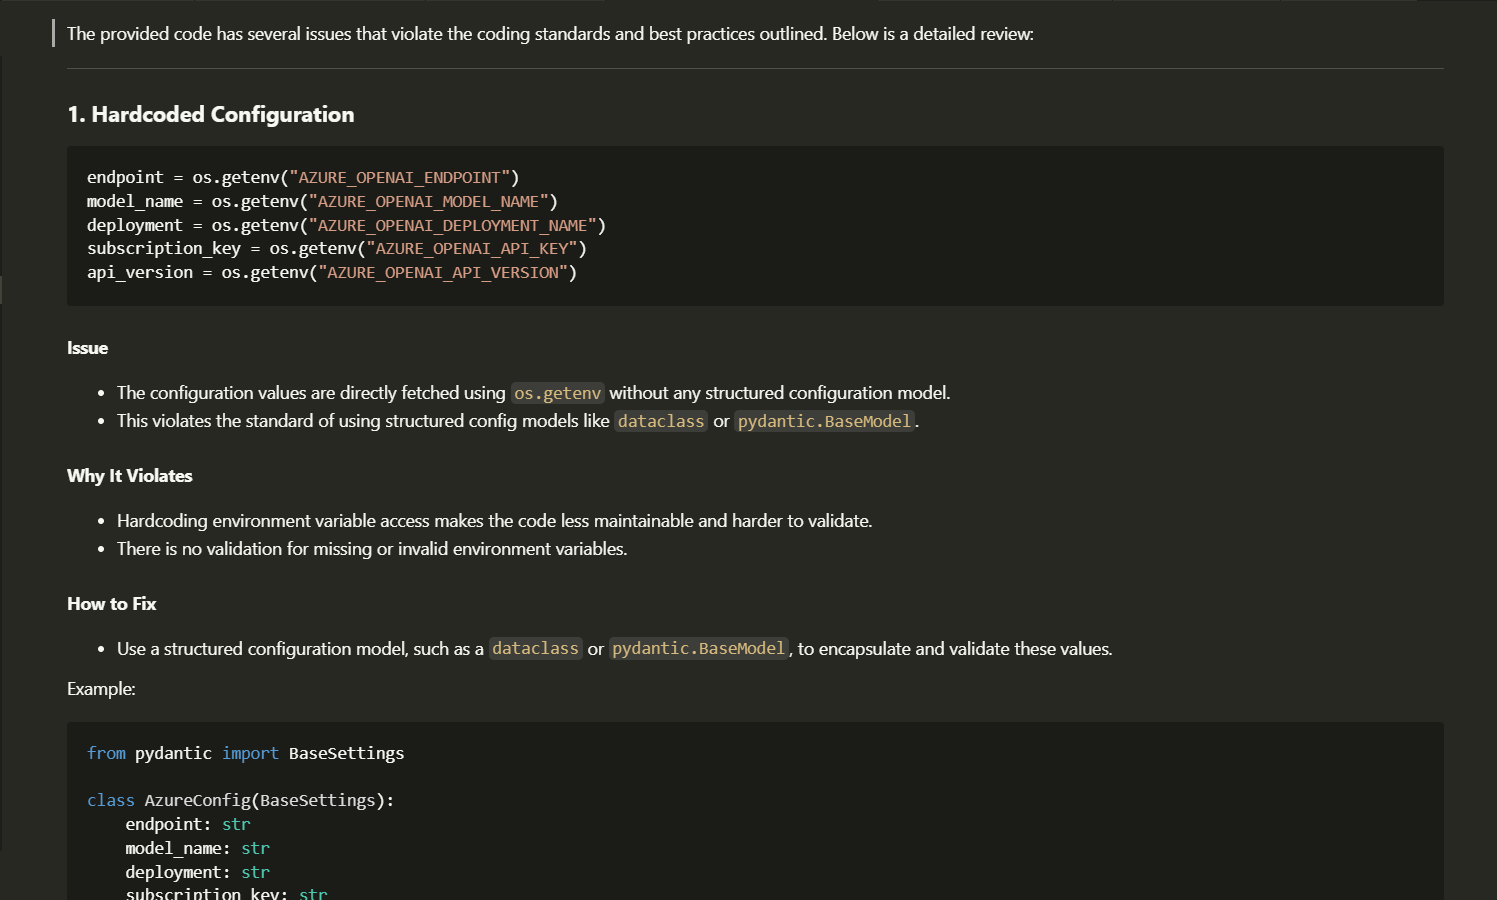 The provided code has several issues that violate the coding standards and best practices outlined. Below is a detailed review:
1. Hardcoded Configuration
endpoint = os.getenv("AZURE_OPENAI_ENDPOINT")
model_name = os.getenv("AZURE_OPENAI_MODEL_NAME")
deployment = os.getenv("AZURE_OPENAI_DEPLOYMENT_NAME")
subscription_key = os.getenv("AZURE_OPENAI_API_KEY")
api_version = os.getenv("AZURE_OPENAI_API_VERSION")
Issue
• The configuration values are directly fetched using os.getenv without any structured configuration model.
• This violates the standard of using structured config models like dataclass or pydantic.BaseModel.
Why It Violates
• Hardcoding environment variable access makes the code less maintainable and harder to validate.
• There is no validation for missing or invalid environment variables.
How to Fix
• Use a structured configuration model, such as a dataclass or pydantic.BaseModel, to encapsulate and validate these values.
Example:
from pydantic import BaseSettings
class AzureConfig(BaseSettings):
    endpoint: str
    model_name: str
    deployment: str
    subscription_key: str